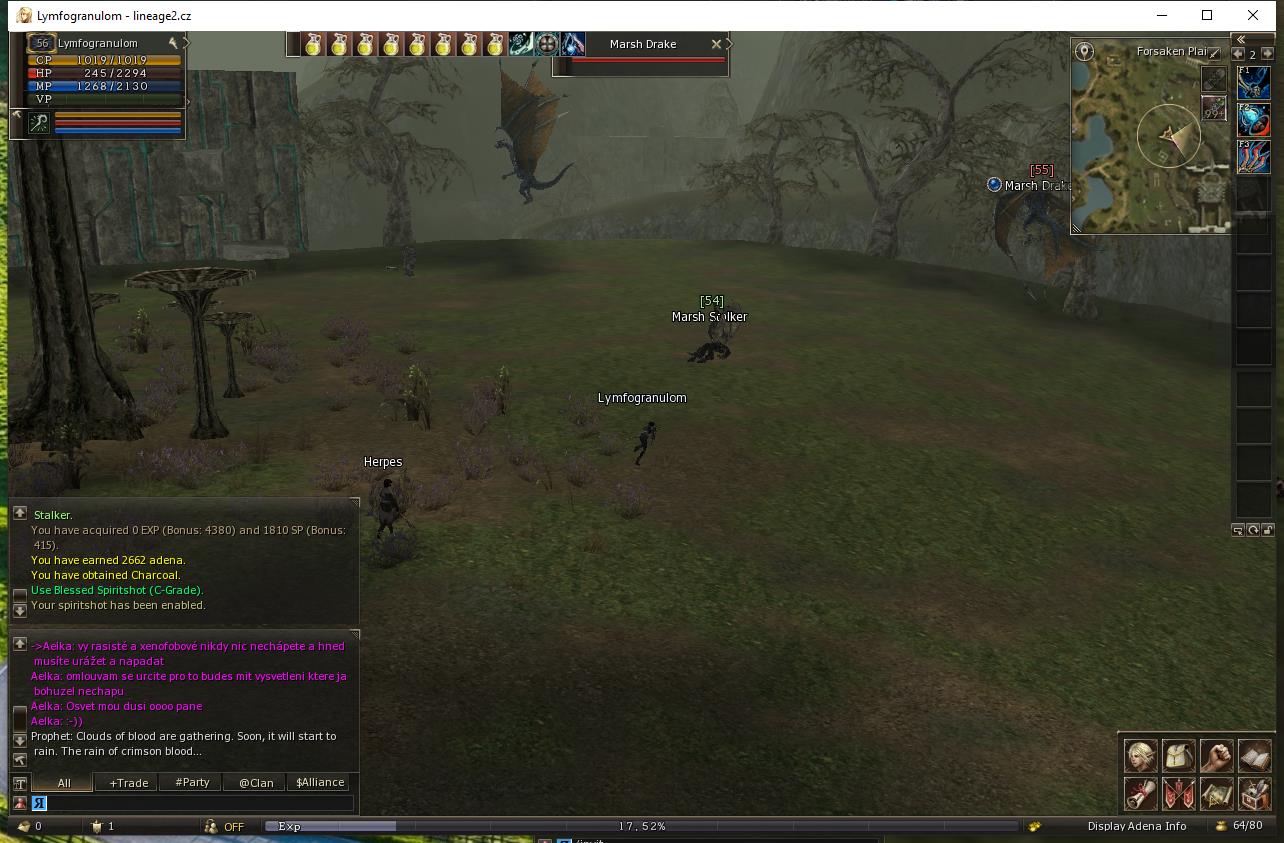 Lymfogranulom - lineage2.cz
56 Lymfogranulom
CP 1019/1019
HP 245/2294
MP 1268/2130
VP
Marsh Drake
Forsaken Plai
2
F1
F2
F3
99+
[55]
Marsh Drake
[54]
Marsh Stalker
Lymfogranulom
Herpes
Stalker.
You have acquired 0 EXP (Bonus: 4380) and 1810 SP (Bonus:
415).
You have earned 2662 adena.
You have obtained Charcoal.
Use Blessed Spiritshot (C-Grade).
Your spiritshot has been enabled.
->Aelka: vy rasisté a xenofobové nikdy nic nechápete a hned
musíte urážet a napadat
Aelka: omlouvam se urcite pro to budes mit vysvetleni ktere ja
bohuzel nechapu
Aelka: Osvet mou dusi oooo pane
Aelka: :-))
Prophet: Clouds of blood are gathering. Soon, it will start to
rain. The rain of crimson blood...
All +Trade #Party @Clan $Alliance
Я
0 1 OFF Exp 17,52% Display Adena Info 64/80